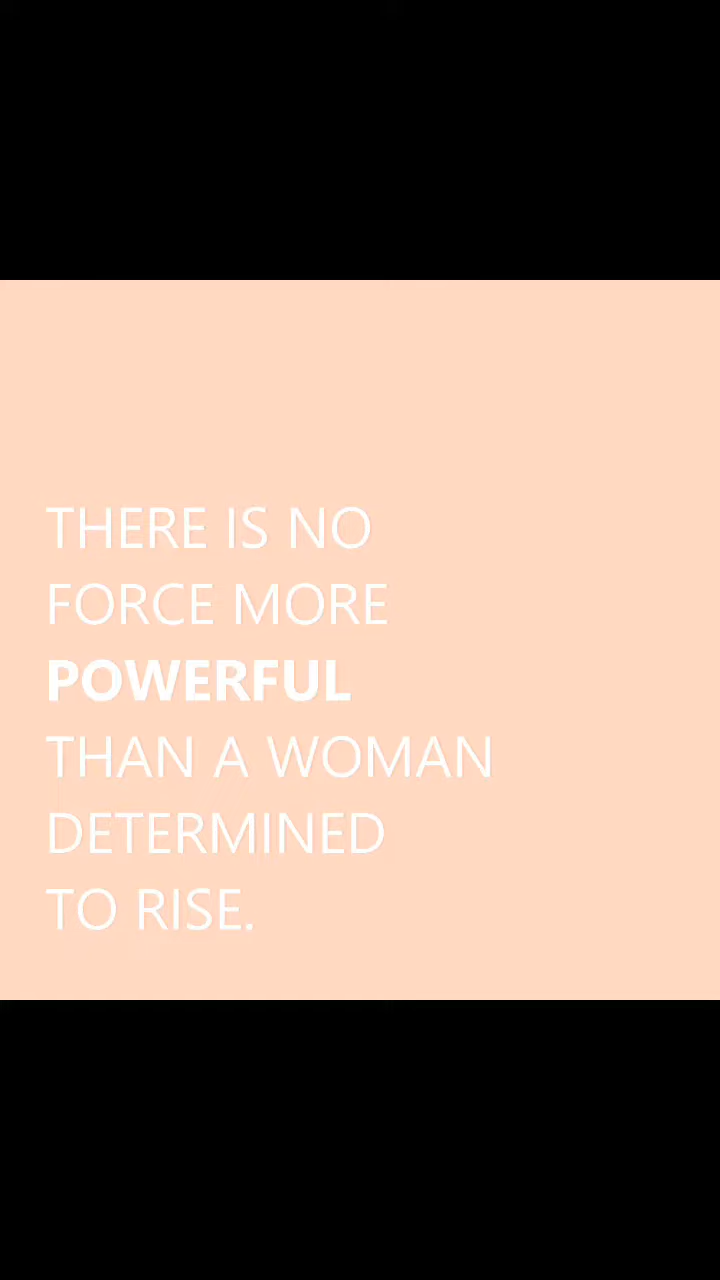 THERE IS NO
FORCE MORE
POWERFUL
THAN A WOMAN
DETERMINED
TO RISE.